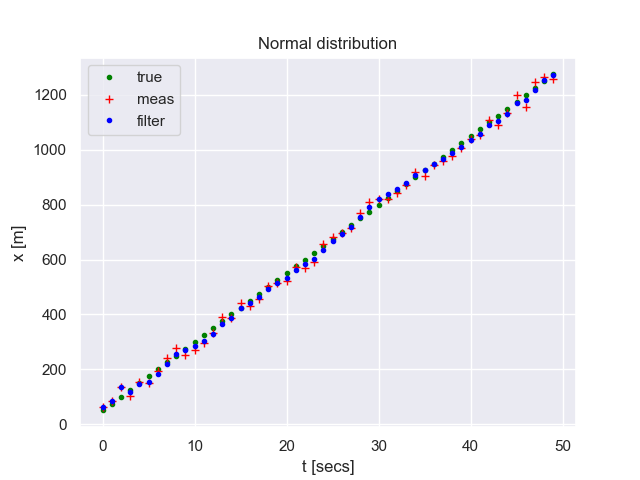 Normal distribution
true
meas
filter
1200
1000
800
600
400
200
0
x [m]
0 10 20 30 40 50
t [secs]